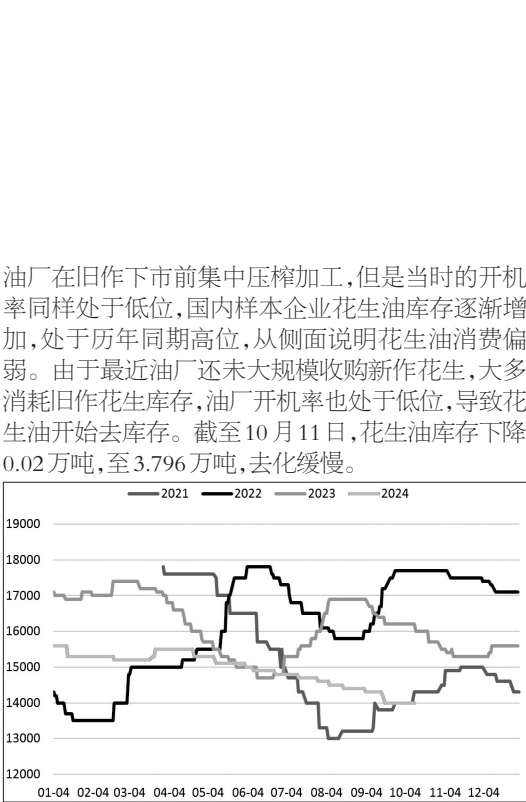 油厂在旧作下市前集中压榨加工，但是当时的开机
率同样处于低位，国内样本企业花生油库存逐渐增
加，处于历年同期高位，从侧面说明花生油消费偏
弱。由于最近油厂还未大规模收购新作花生，大多
消耗旧作花生库存，油厂开机率也处于低位，导致花
生油开始去库存。截至10月11日，花生油库存下降
0.02万吨，至3.796万吨，去化缓慢。
2021 2022 2023 2024
19000
18000
17000
16000
15000
14000
13000
12000
01-04 02-04 03-04 04-04 05-04 06-04 07-04 08-04 09-04 10-04 11-04 12-04